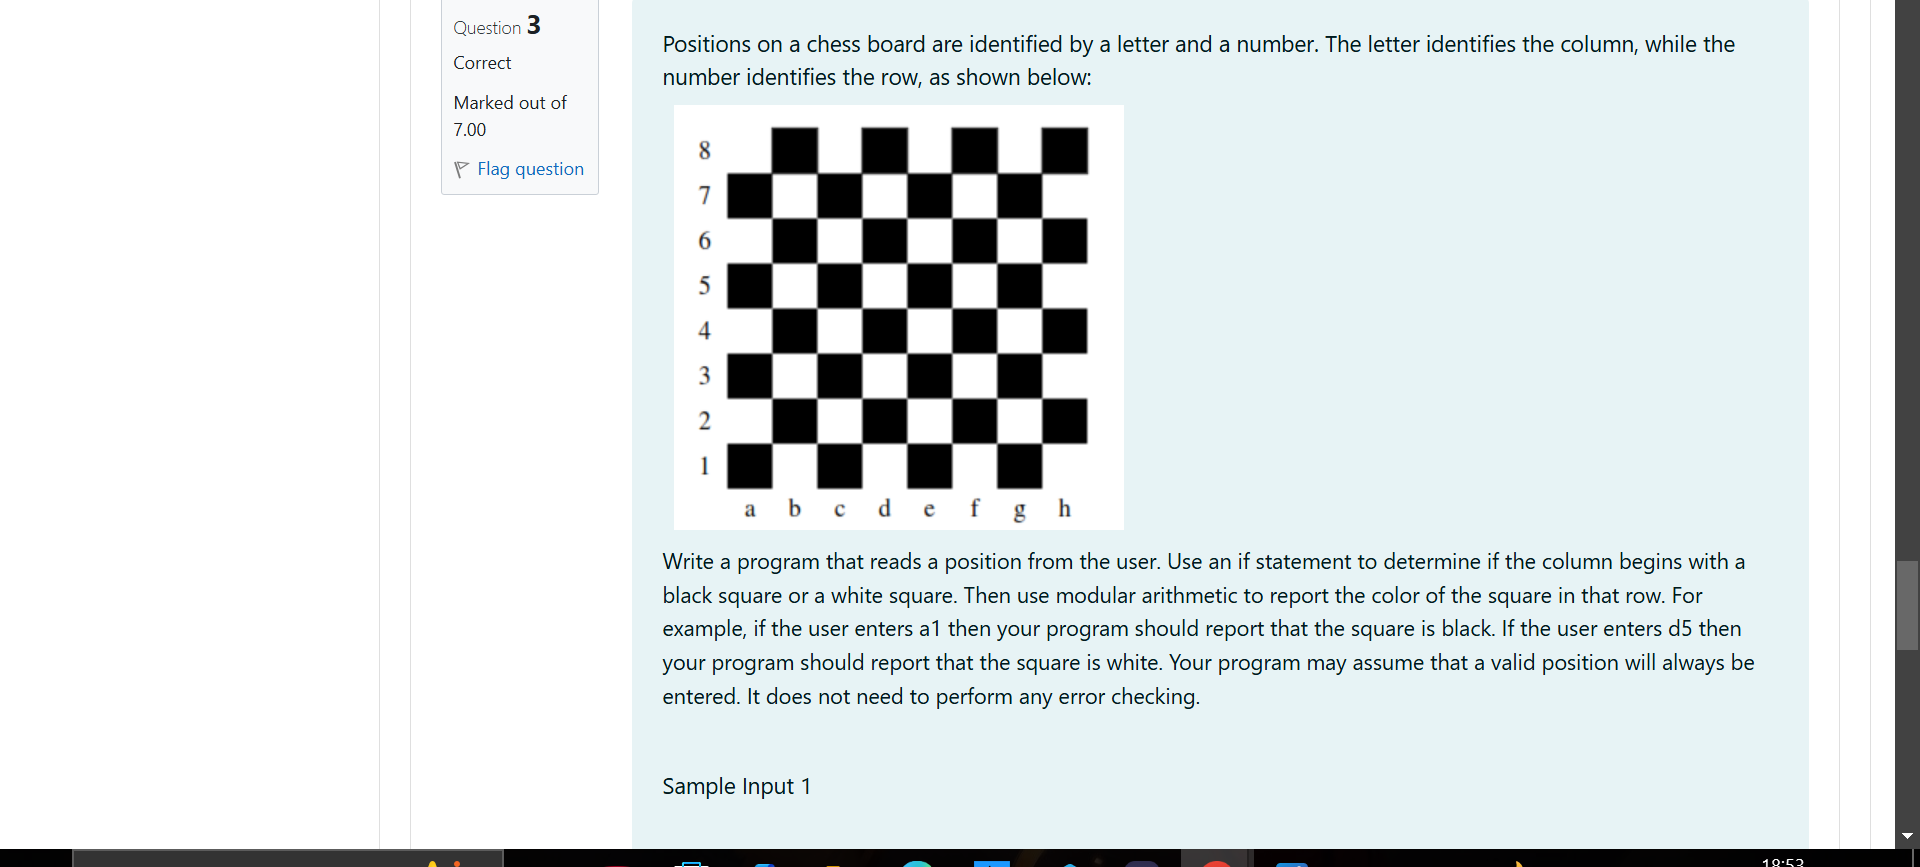 Question 3
Correct
Marked out of
7.00
Flag question
Positions on a chess board are identified by a letter and a number. The letter identifies the column, while the
number identifies the row, as shown below:
8
7
6
5
4
3
2
1
a b c d e f g h
Write a program that reads a position from the user. Use an if statement to determine if the column begins with a
black square or a white square. Then use modular arithmetic to report the color of the square in that row. For
example, if the user enters a1 then your program should report that the square is black. If the user enters d5 then
your program should report that the square is white. Your program may assume that a valid position will always be
entered. It does not need to perform any error checking.
Sample Input 1
18:53